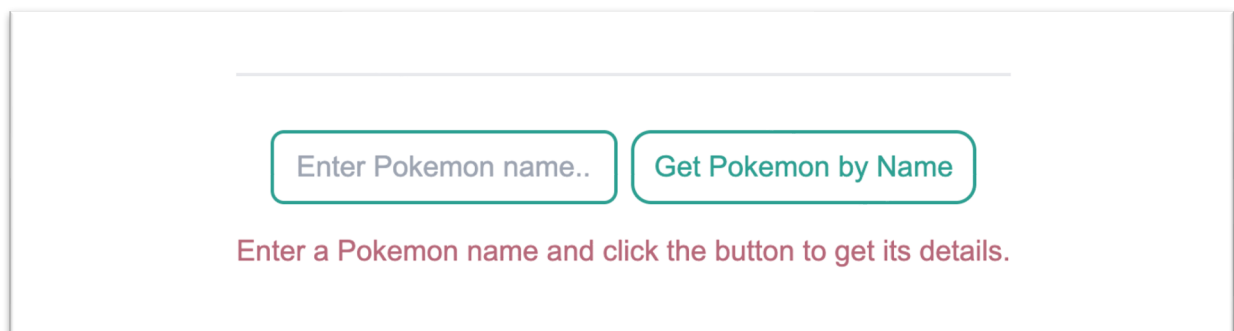 Enter Pokemon name..
Get Pokemon by Name
Enter a Pokemon name and click the button to get its details.